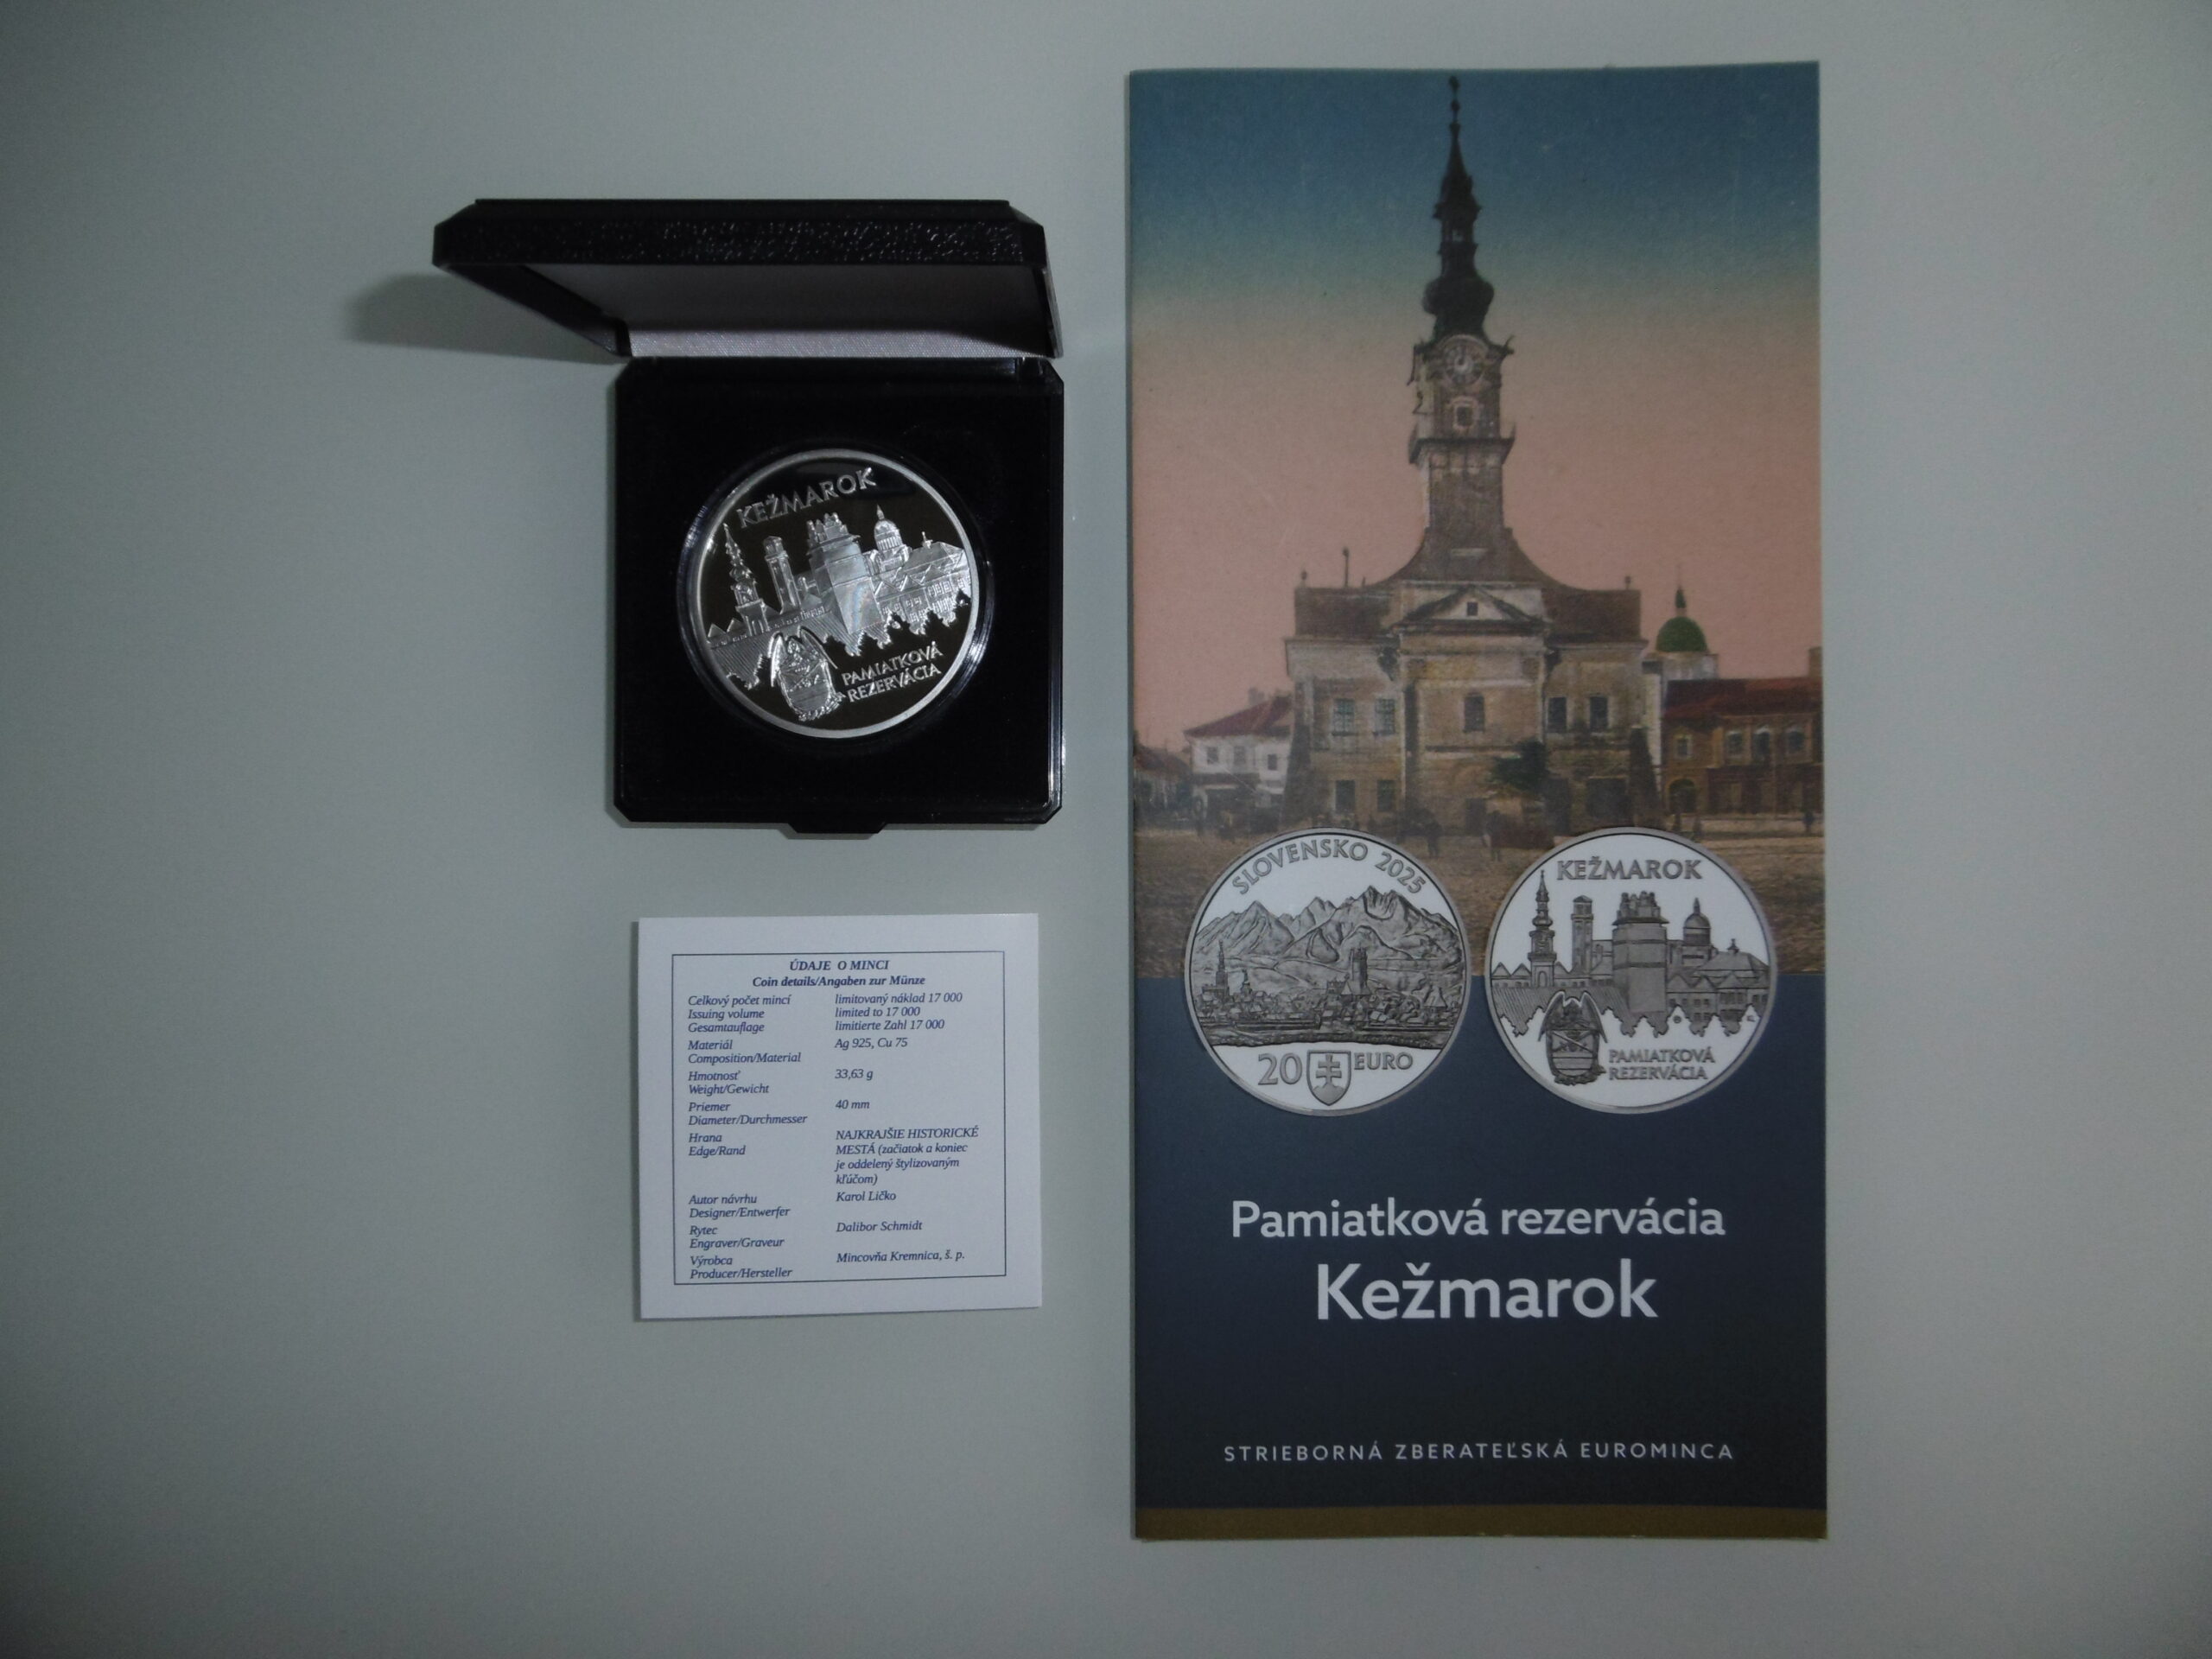 KEŽMAROK
PAMIATKOVÁ
REZERVÁCIA
ÚDAJE O MINCI
Coin details/Angaben zur Münze
Celkový počet mincí limitovaný náklad 17 000
Issuing volume limited to 17 000
Gesamtauflage limitierte Zahl 17 000
Materiál Ag 925, Cu 75
Composition/Material
Hmotnosť 33,63 g
Weight/Gewicht
Priemer 40 mm
Diameter/Durchmesser
Hrana NAJKRAJŠIE HISTORICKÉ
Edge/Rand MESTÁ (začiatok a koniec
je oddelený štylizovaným
kľúčom)
Autor návrhu Karol Ličko
Designer/Entwerfer
Rytec Dalibor Schmidt
Engraver/Graveur
Výrobca Mincovňa Kremnica, š. p.
Producer/Hersteller
SLOVENSKO 2025
20 EURO
KEŽMAROK
PAMIATKOVÁ
REZERVÁCIA
Pamiatková rezervácia
Kežmarok
STRIEBORNÁ ZBERATEĽSKÁ EUROMINCA